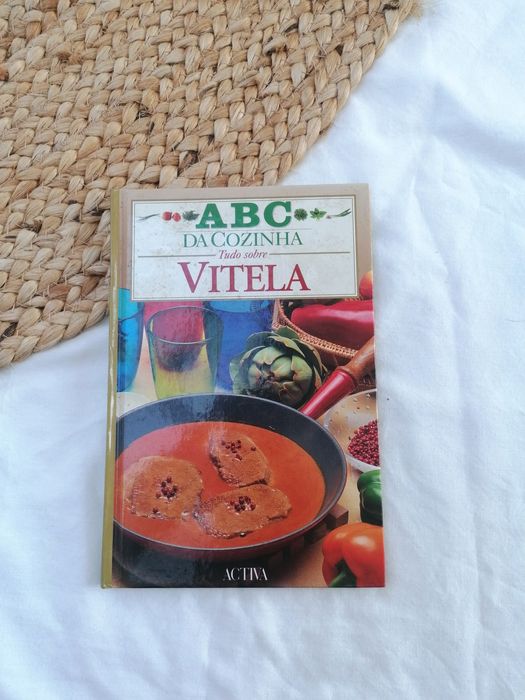 ABC
DA COZINHA
Tudo sobre
VITELA
ACTIVA